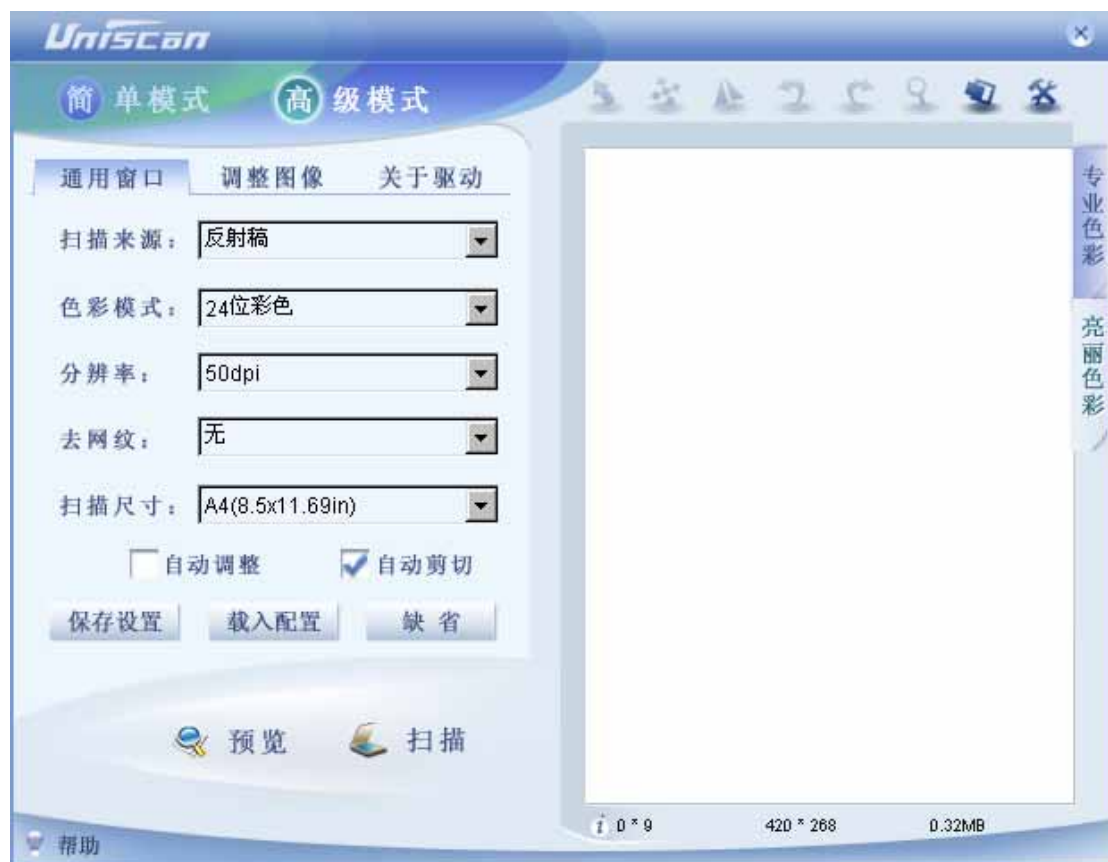 Uniscan
简单模式 高级模式
通用窗口 调整图像 关于驱动
扫描来源： 反射稿
色彩模式： 24位彩色
分辨率： 50dpi
去网纹： 无
扫描尺寸： A4(8.5x11.69in)
自动调整 自动剪切
保存设置 载入配置 缺省
预览 扫描
帮助
专业色彩
亮丽色彩
i 0 * 9 420 * 268 0.32MB